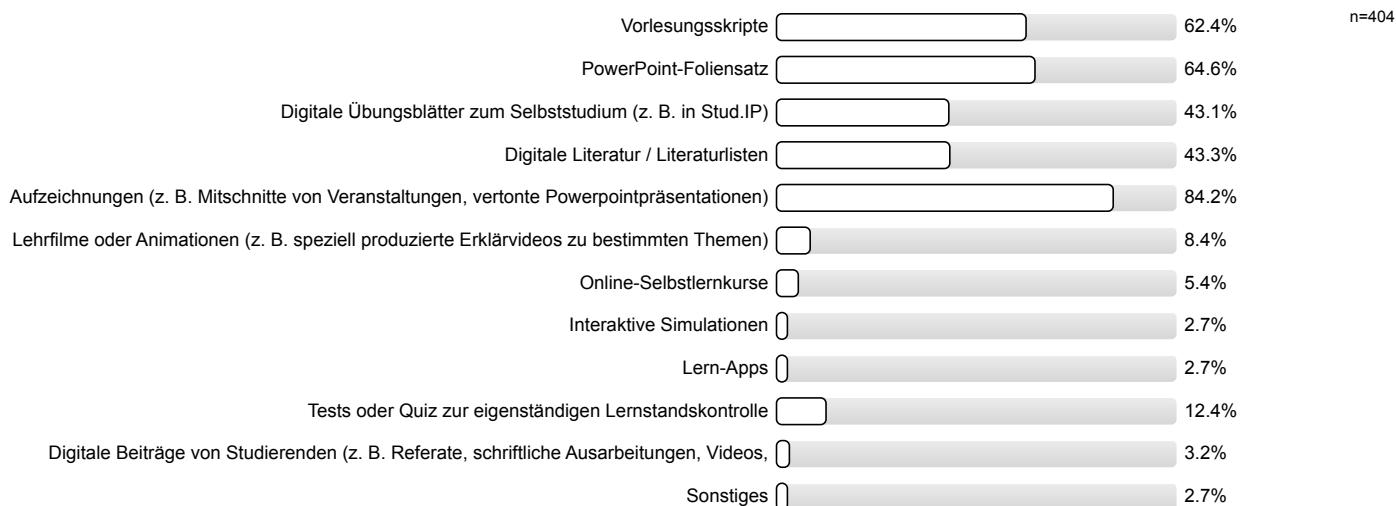 Vorlesungsskripte 62.4% n=404
PowerPoint-Foliensatz 64.6%
Digitale Übungsblätter zum Selbststudium (z. B. in Stud.IP) 43.1%
Digitale Literatur / Literaturlisten 43.3%
Aufzeichnungen (z. B. Mitschnitte von Veranstaltungen, vertonte Powerpointpräsentationen) 84.2%
Lehrfilme oder Animationen (z. B. speziell produzierte Erklärvideos zu bestimmten Themen) 8.4%
Online-Selbstlernkurse 5.4%
Interaktive Simulationen 2.7%
Lern-Apps 2.7%
Tests oder Quiz zur eigenständigen Lernstandskontrolle 12.4%
Digitale Beiträge von Studierenden (z. B. Referate, schriftliche Ausarbeitungen, Videos, 3.2%
Sonstiges 2.7%